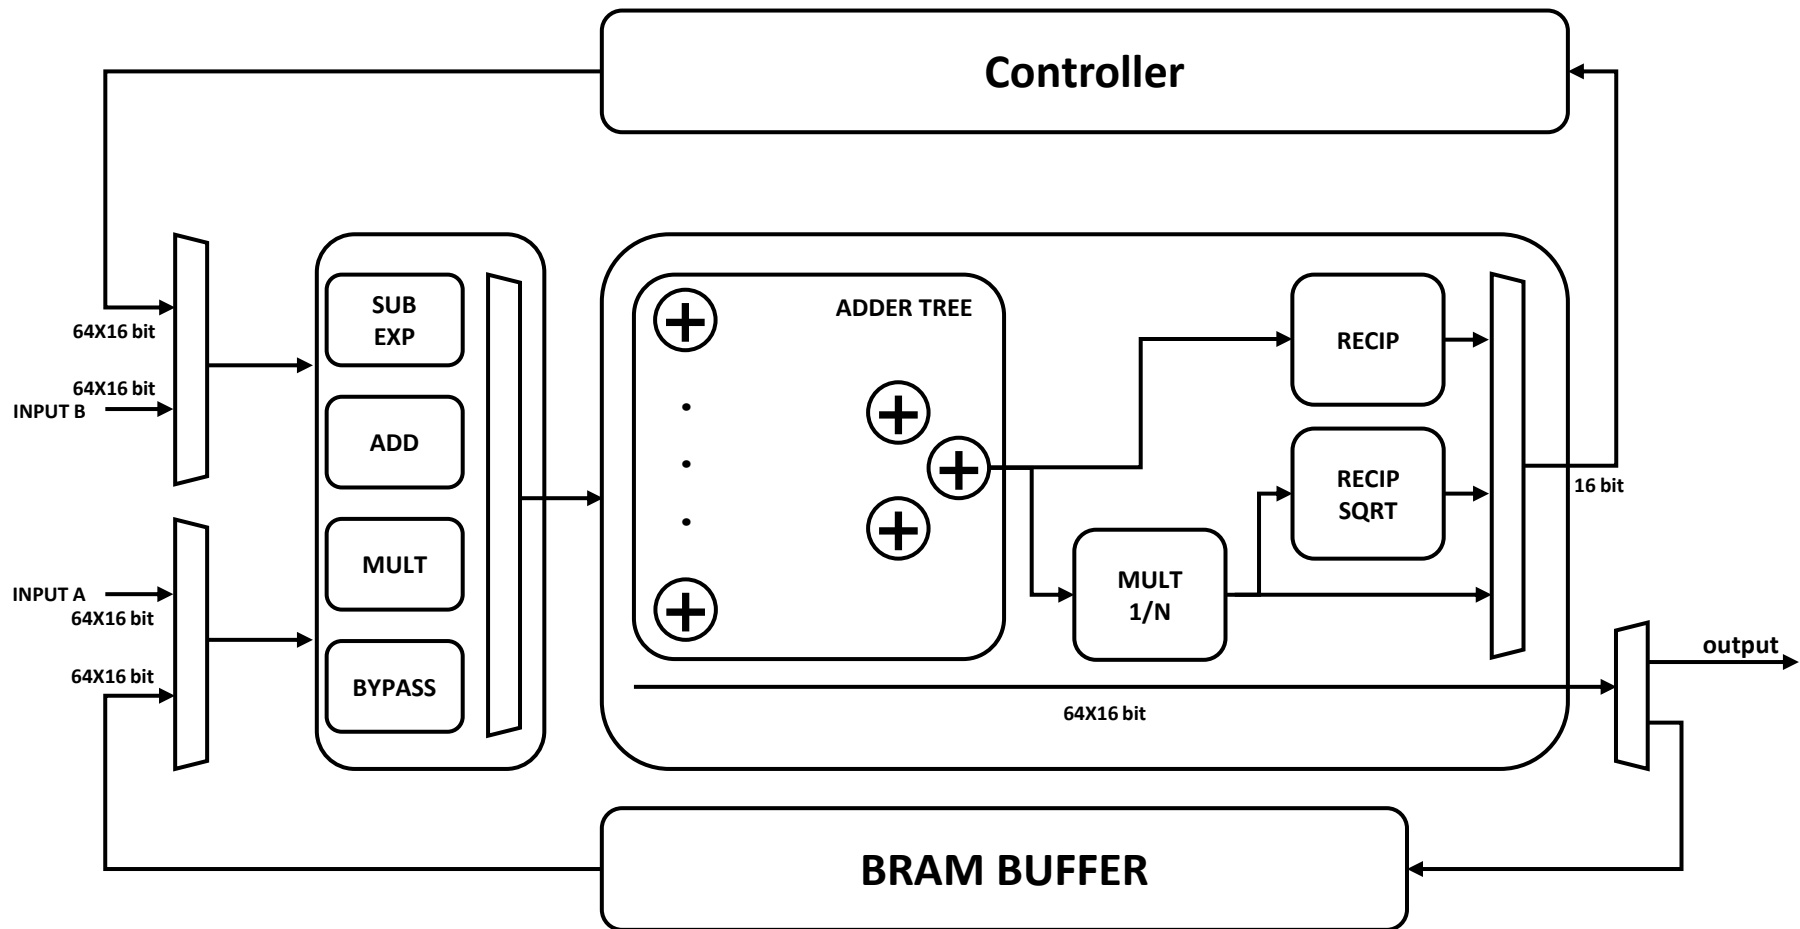 Controller
64X16 bit
64X16 bit
INPUT B
INPUT A
64X16 bit
64X16 bit
SUB
EXP
ADD
MULT
BYPASS
ADDER TREE
RECIP
RECIP
SQRT
MULT
1/N
16 bit
64X16 bit
output
BRAM BUFFER